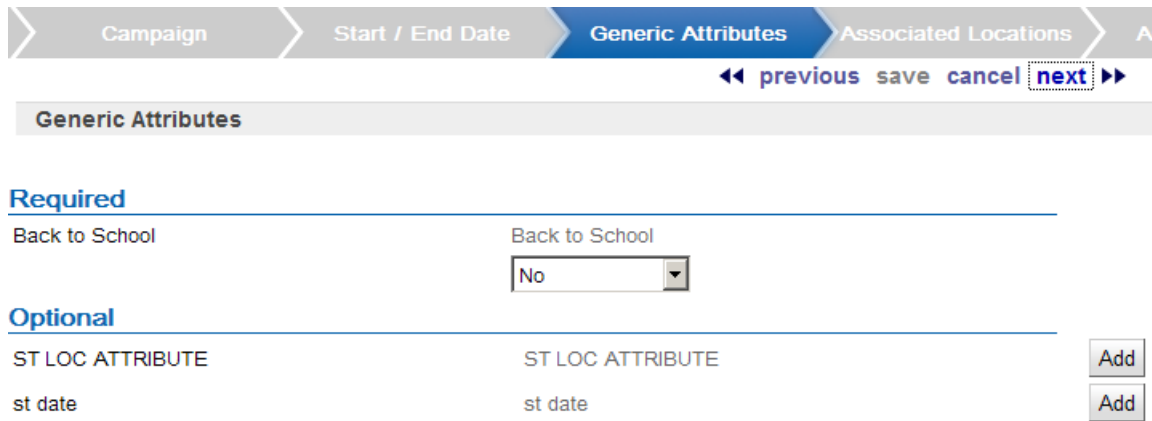 Campaign Start / End Date Generic Attributes Associated Locations A
previous save cancel next
Generic Attributes
Required
Back to School Back to School
No
Optional
ST LOC ATTRIBUTE ST LOC ATTRIBUTE Add
st date st date Add